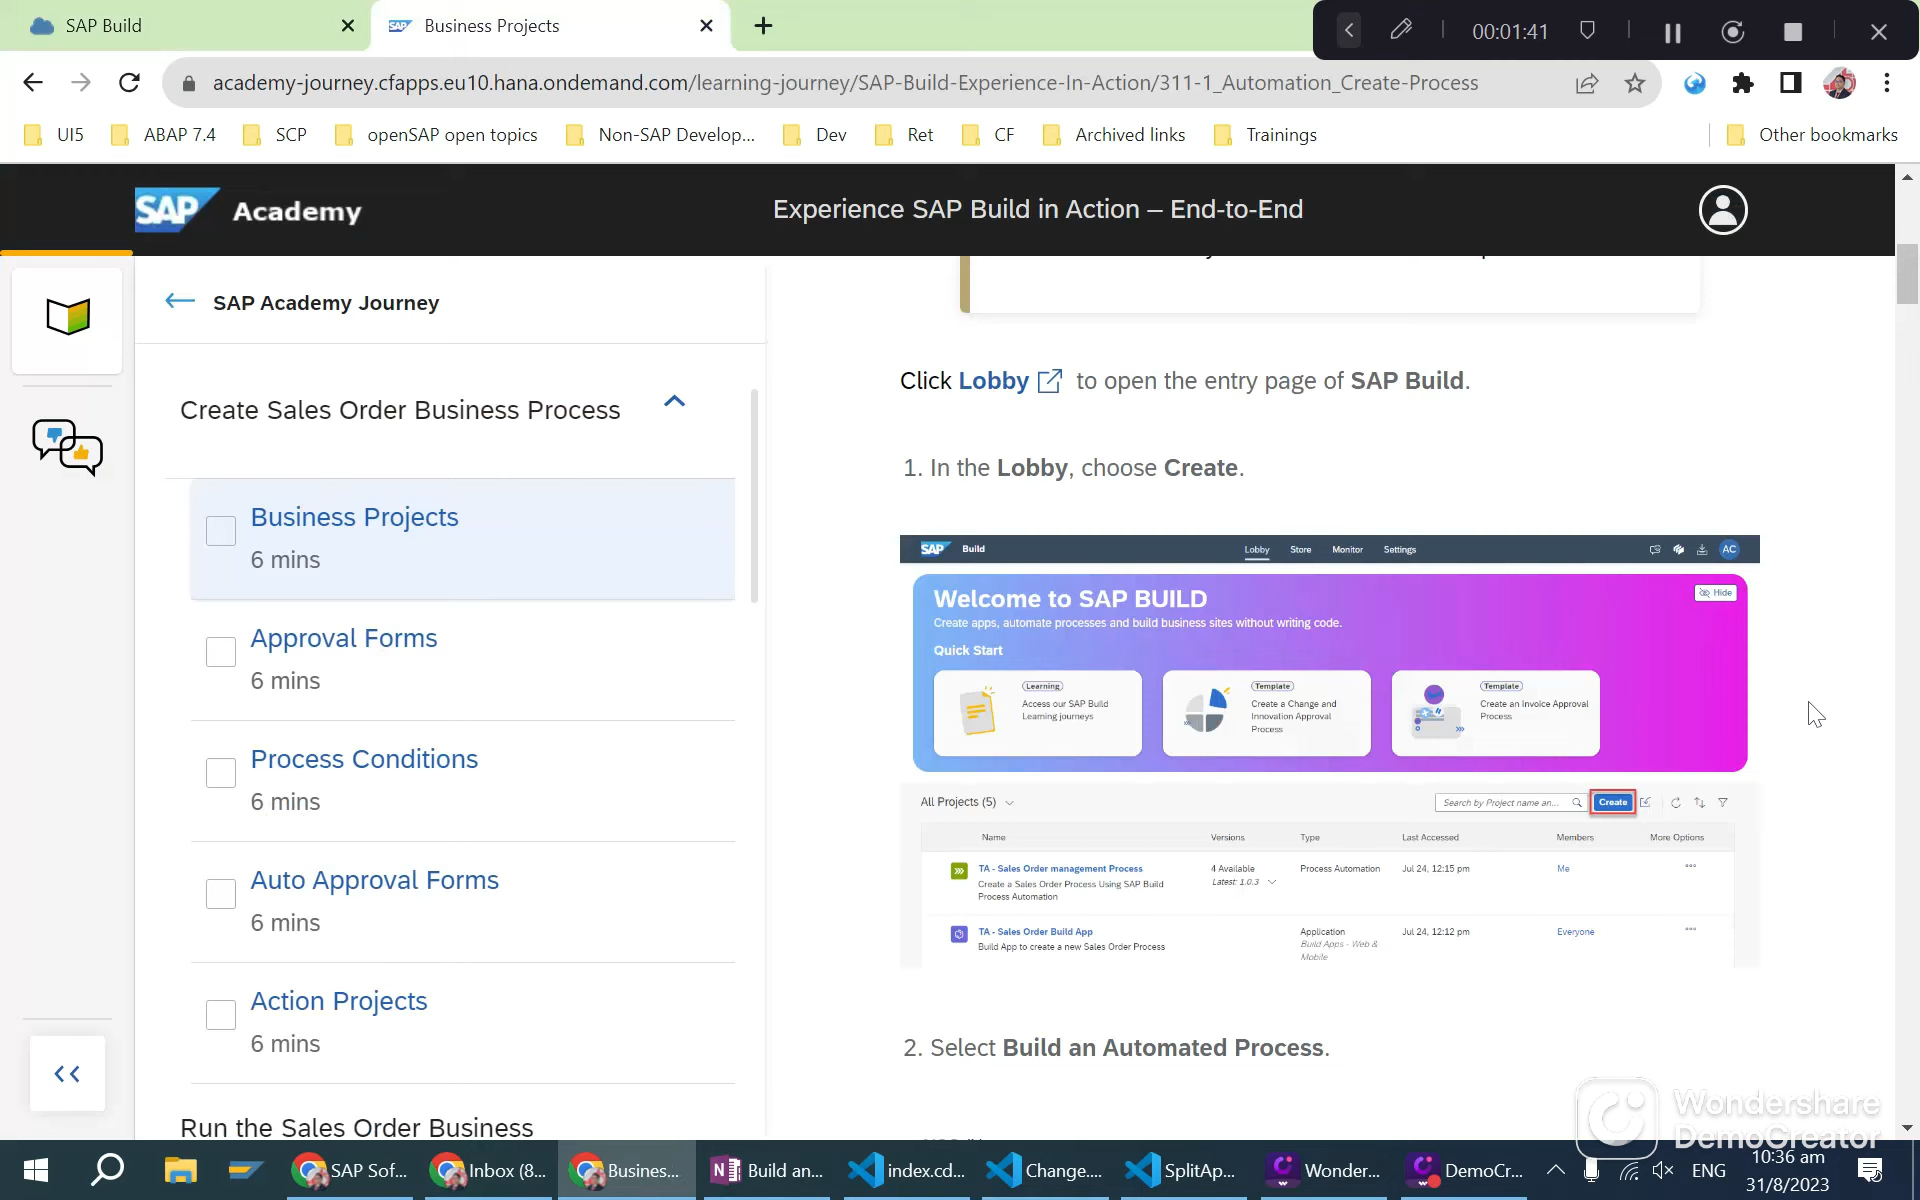 SAP Build
Business Projects
00:01:41
academy-journey.cfapps.eu10.hana.ondemand.com/learning-journey/SAP-Build-Experience-In-Action/311-1_Automation_Create-Process
UI5
ABAP 7.4
SCP
openSAP open topics
Non-SAP Develop...
Dev
Ret
CF
Archived links
Trainings
Other bookmarks
SAP Academy
Experience SAP Build in Action – End-to-End
SAP Academy Journey
Create Sales Order Business Process
Business Projects
6 mins
Approval Forms
6 mins
Process Conditions
6 mins
Auto Approval Forms
6 mins
Action Projects
6 mins
Run the Sales Order Business
Click Lobby to open the entry page of SAP Build.
1. In the Lobby, choose Create.
SAP Build
Lobby
Store
Monitor
Settings
AC
Welcome to SAP BUILD
Hide
Create apps, automate processes and build business sites without writing code.
Quick Start
Learning
Access our SAP Build
Learning journeys
Template
Create a Change and
Innovation Approval
Process
Template
Create an Invoice Approval
Process
All Projects (5)
Search by Project name an...
Create
Name
Versions
Type
Last Accessed
Members
More Options
TA - Sales Order management Process
Create a Sales Order Process Using SAP Build
Process Automation
4 Available
Latest: 1.0.3
Process Automation
Jul 24, 12:15 pm
Me
TA - Sales Order Build App
Build App to create a new Sales Order Process
Application
Build Apps - Web &
Mobile
Jul 24, 12:12 pm
Everyone
2. Select Build an Automated Process.
Wondershare
DemoCreator
SAP Sof...
Inbox (8...
Busines...
Build an...
index.cd...
Change....
SplitAp...
Wonder...
DemoCr...
ENG
10:36 am
31/8/2023